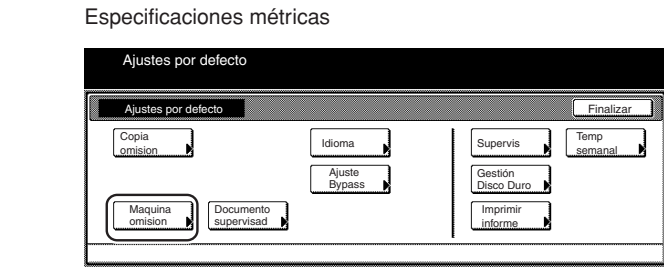 Especificaciones métricas
Ajustes por defecto
Ajustes por defecto
Finalizar
Copia
omision
Idioma
Supervis
Temp
semanal
Ajuste
Bypass
Gestión
Disco Duro
Maquina
omision
Documento
supervisad
Imprimir
informe